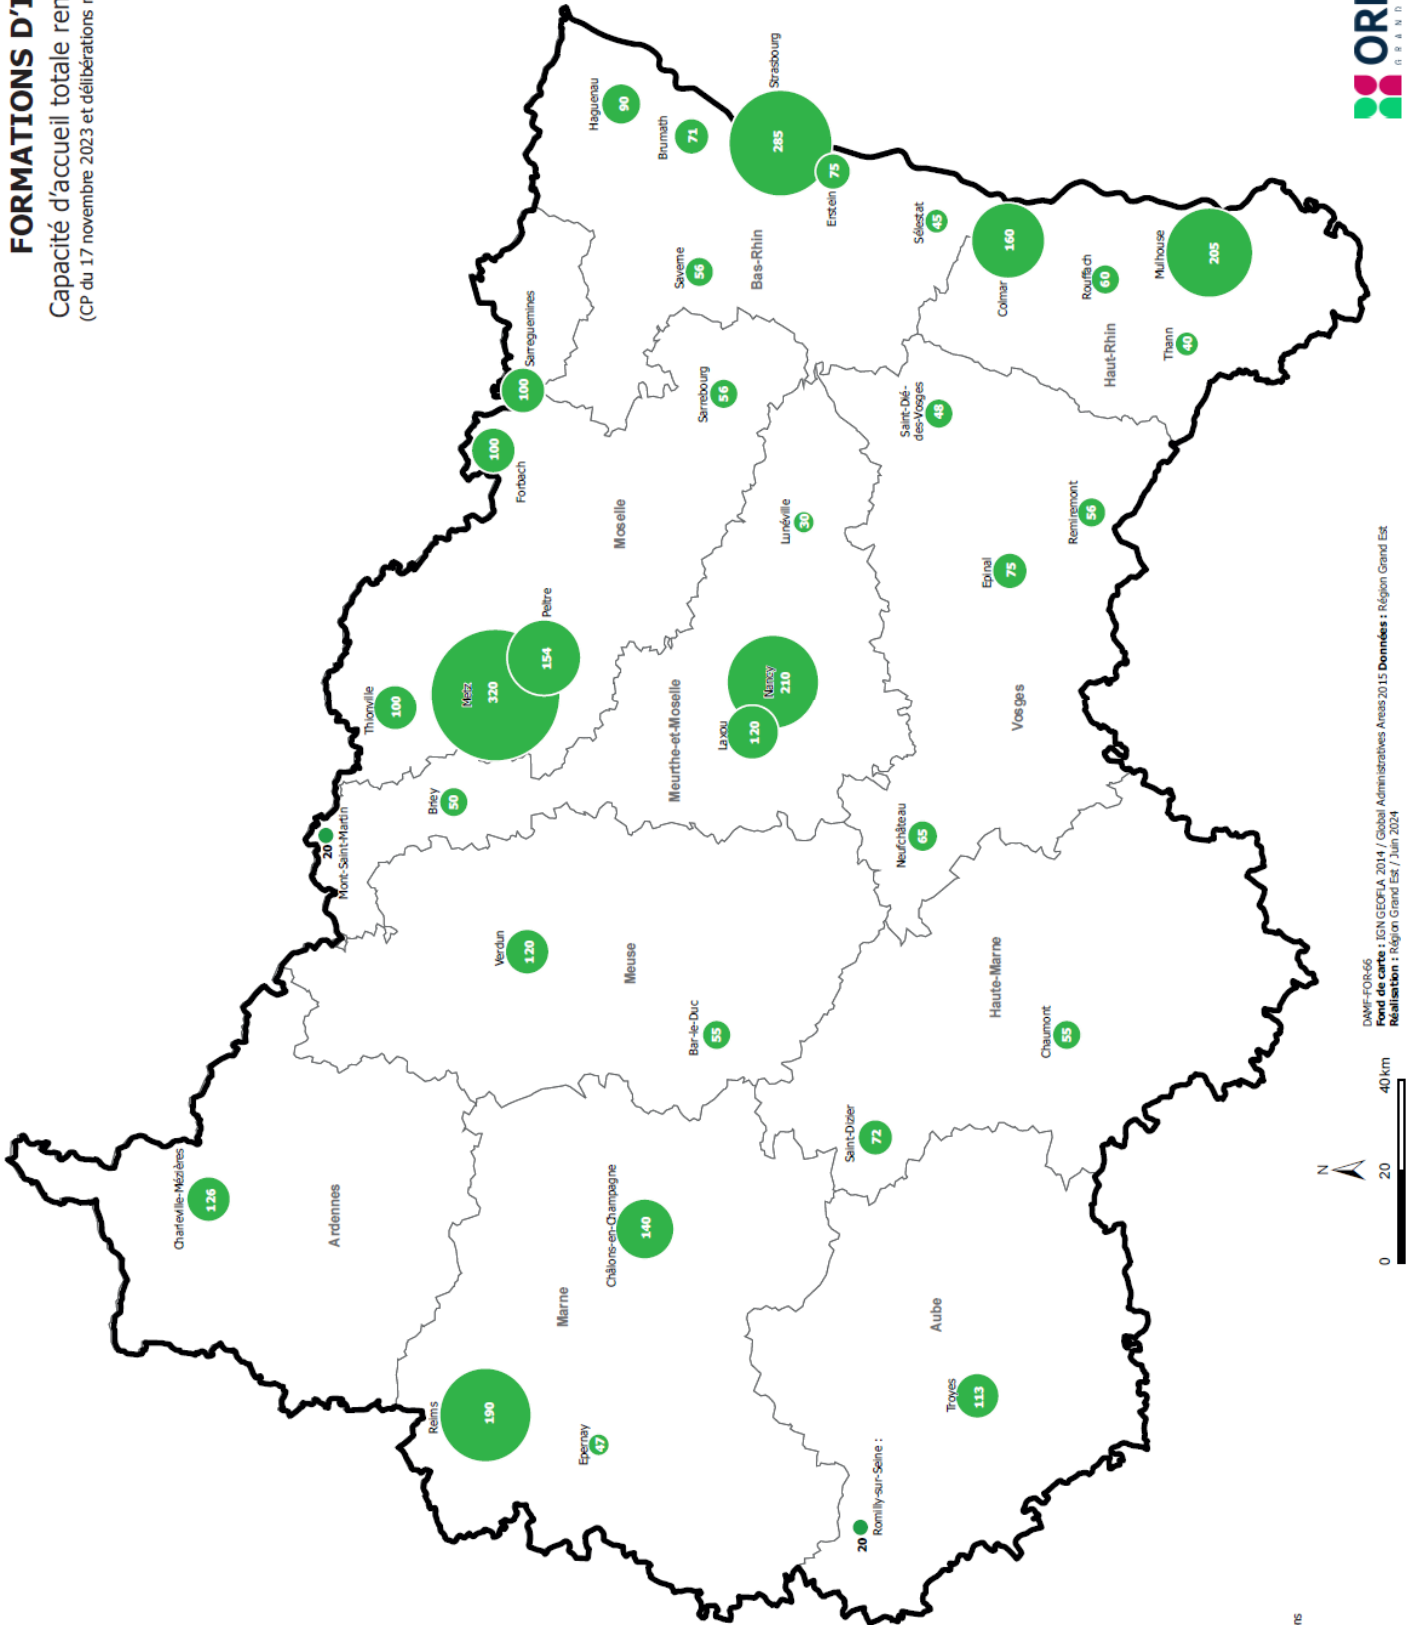 FORMATIONS D'I
Capacité d'accueil totale ren
(CP du 17 novembre 2023 et délibérations r
Charleville-Mézières
126
Ardennes
Reims
190
Epernay
47
Marne
Châlons-en-Champagne
140
20
Romilly-sur-Seine :
Troyes
113
Aube
Saint-Dizier
72
Chaumont
55
Haute-Marne
Verdun
120
Meuse
Bar-le-Duc
55
20
Mont-Saint-Martin
Briey
50
Meurthe-et-Moselle
Laxou
120
Nancy
210
Lunéville
30
Thionville
100
Metz
320
Peltre
154
Moselle
Forbach
100
Sarreguemines
100
Sarrebourg
56
Neufchâteau
65
Vosges
Epinal
75
Remiremont
56
Saint-Dié-
des-Vosges
48
Haguenau
90
Brumath
71
Strasbourg
285
Erstein
75
Saverne
56
Bas-Rhin
Sélestat
45
Colmar
160
Rouffach
60
Haut-Rhin
Mulhouse
205
Thann
40
N
0 20 40 km
DAMF-FOR-66
Fond de carte : IGN GEOFLA 2014 / Global Administratives Areas 2015 Données : Région Grand Est
Réalisation : Région Grand Est / Juin 2024
ORI
GRAND
ns